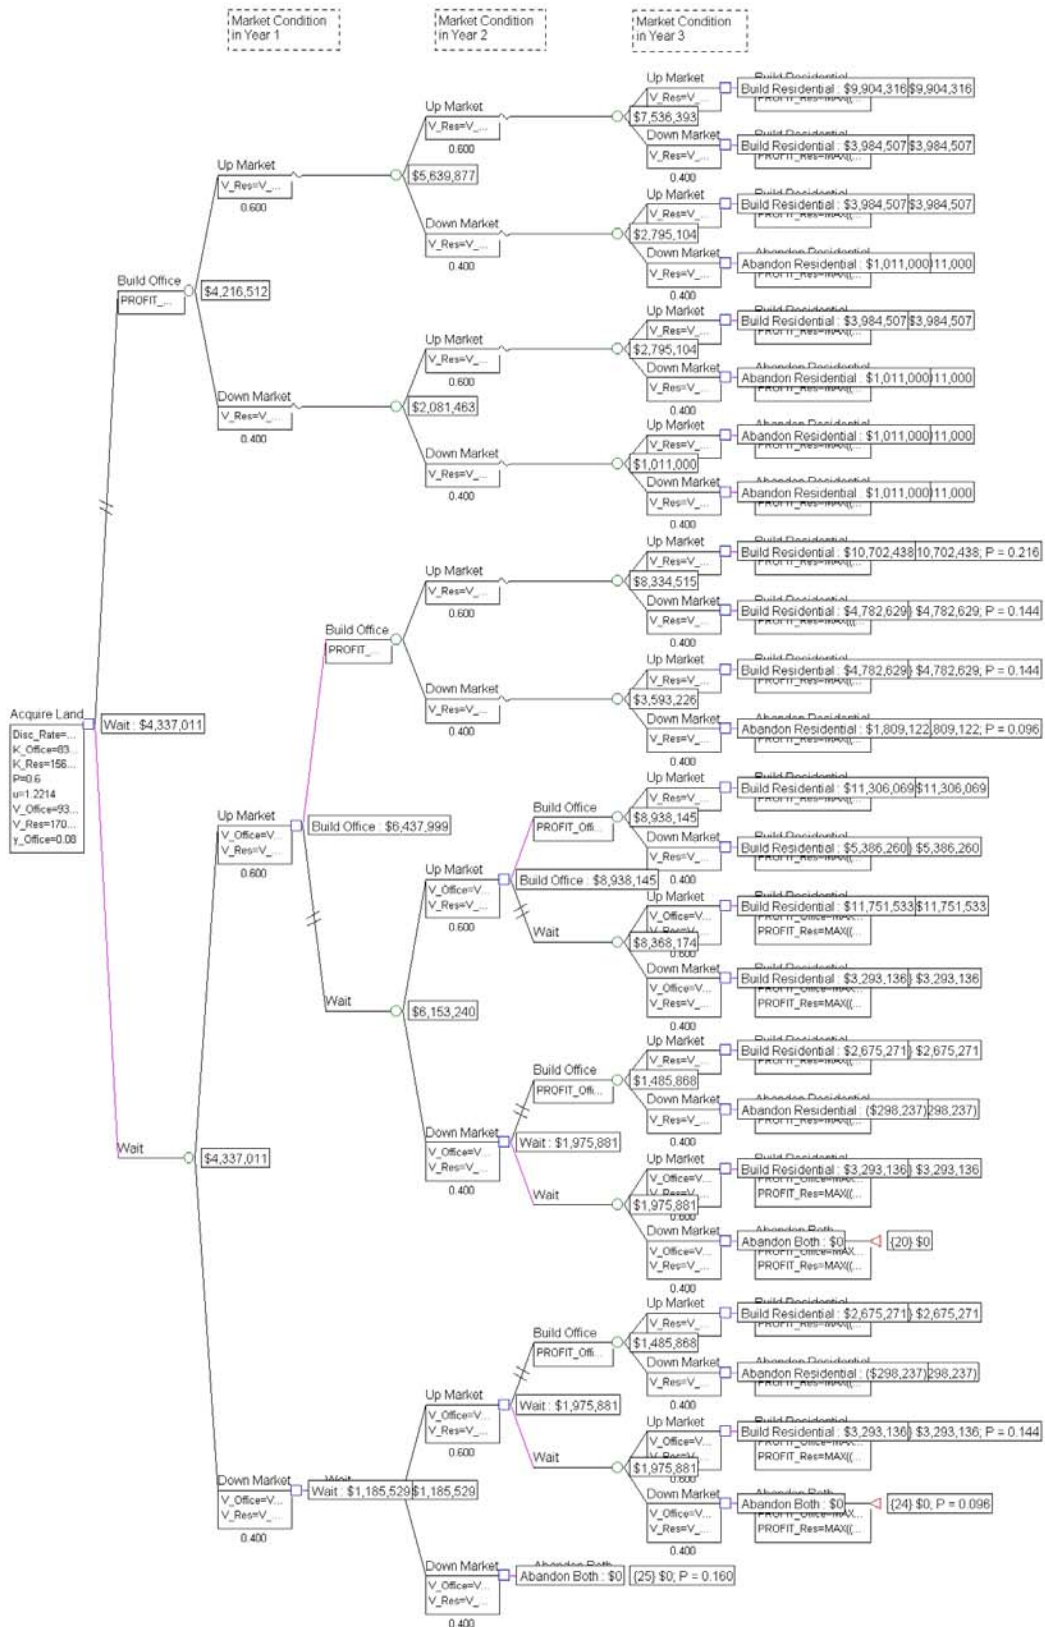 Market Condition
in Year 1
Market Condition
in Year 2
Market Condition
in Year 3
Up Market
V_Res=V_...
Build Residential : $9,904,316
$9,904,316
$7,536,393
Up Market
V_Res=V_...
0.600
Down Market
V_Res=V_...
0.400
Build Residential : $3,984,507
$3,984,507
Up Market
V_Res=V_...
0.600
$5,639,877
Up Market
V_Res=V_...
Build Residential : $3,984,507
$3,984,507
$2,795,104
Down Market
V_Res=V_...
0.400
Down Market
V_Res=V_...
0.400
Abandon Residential : $1,011,000
11,000
Build Office
PROFIT_...
$4,216,512
Up Market
V_Res=V_...
Build Residential : $3,984,507
$3,984,507
$2,795,104
Up Market
V_Res=V_...
0.600
Down Market
V_Res=V_...
0.400
Abandon Residential : $1,011,000
11,000
Down Market
V_Res=V_...
0.400
$2,081,463
Up Market
V_Res=V_...
Abandon Residential : $1,011,000
11,000
$1,011,000
Down Market
V_Res=V_...
0.400
Down Market
V_Res=V_...
0.400
Abandon Residential : $1,011,000
11,000
Up Market
V_Res=V_...
Build Residential : $10,702,438
10,702,438; P = 0.216
$8,334,515
Up Market
V_Res=V_...
0.600
Down Market
V_Res=V_...
0.400
Build Residential : $4,782,629
$4,782,629; P = 0.144
Build Office
PROFIT_...
Up Market
V_Res=V_...
Build Residential : $4,782,629
$4,782,629; P = 0.144
$3,593,226
Down Market
V_Res=V_...
0.400
Down Market
V_Res=V_...
0.400
Abandon Residential : $1,809,122
809,122; P = 0.096
Acquire Land
Disc_Rate=...
K_Office=83...
K_Res=156...
P=0.6
u=1.2214
V_Office=93...
V_Res=170...
y_Office=0.08
Wait : $4,337,011
Up Market
V_Office=V...
V_Res=V_...
0.600
Build Office : $6,437,999
Build Office
PROFIT_Offi...
Up Market
V_Res=V_...
Build Residential : $11,306,069
$11,306,069
$8,938,145
Down Market
V_Res=V_...
0.400
Build Residential : $5,386,260
$5,386,260
Up Market
V_Office=V...
V_Res=V_...
0.600
Build Office : $8,938,145
Wait
Up Market
V_Office=V...
Build Residential : $11,751,533
$11,751,533
PROFIT_Res=MAX((...
$8,368,174
Down Market
V_Office=V...
V_Res=V_...
0.400
Build Residential : $3,293,136
$3,293,136
PROFIT_Res=MAX((...
Wait
$6,153,240
Build Office
PROFIT_Offi...
Up Market
V_Res=V_...
Build Residential : $2,675,271
$2,675,271
$1,485,868
Down Market
V_Res=V_...
0.400
Abandon Residential : ($298,237)
298,237)
Down Market
V_Office=V...
V_Res=V_...
0.400
Wait : $1,975,881
Wait
Up Market
V_Office=V...
Build Residential : $3,293,136
$3,293,136
PROFIT_Res=MAX((...
$1,975,881
Down Market
V_Office=V...
V_Res=V_...
0.400
Abandon Both : $0
{20} $0
PROFIT_Res=MAX((...
Wait
$4,337,011
Build Office
PROFIT_Offi...
Up Market
V_Res=V_...
Build Residential : $2,675,271
$2,675,271
$1,485,868
Down Market
V_Res=V_...
0.400
Abandon Residential : ($298,237)
298,237)
Up Market
V_Office=V...
V_Res=V_...
0.600
Wait : $1,975,881
Wait
Up Market
V_Office=V...
Build Residential : $3,293,136
$3,293,136; P = 0.144
PROFIT_Res=MAX((...
$1,975,881
Down Market
V_Office=V...
V_Res=V_...
0.400
Abandon Both : $0
{24} $0; P = 0.096
PROFIT_Res=MAX((...
Down Market
V_Office=V...
V_Res=V_...
0.400
Wait : $1,185,529
$1,185,529
Down Market
V_Office=V...
V_Res=V_...
0.400
Abandon Both : $0
{25} $0; P = 0.160